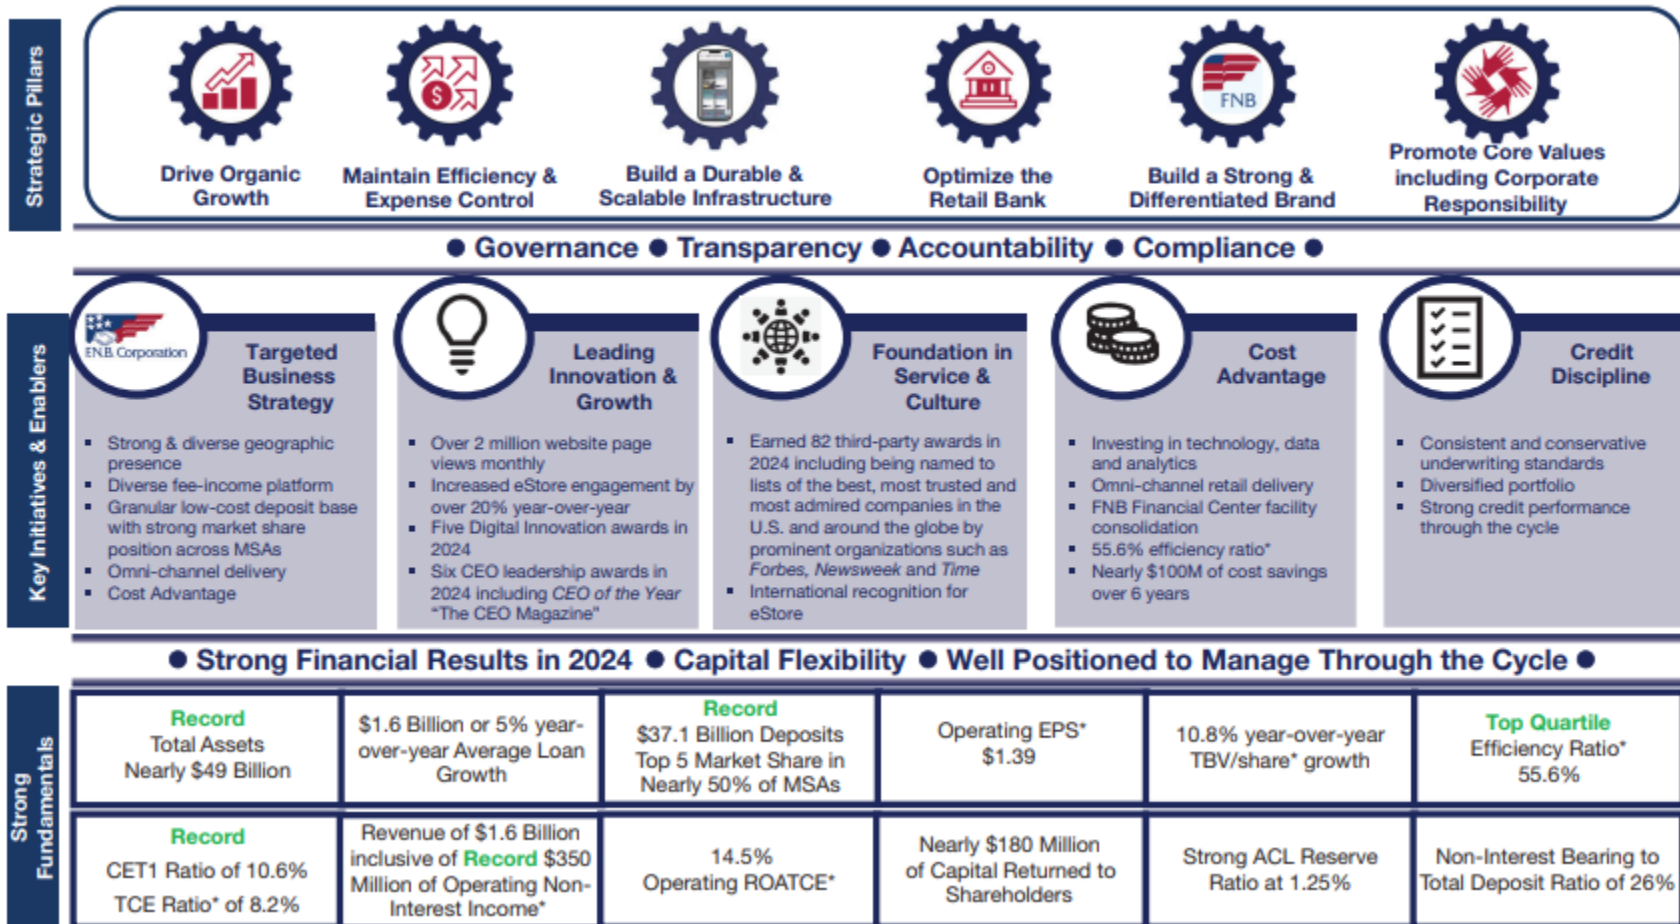 Strategic Pillars
FNB
Drive Organic
Growth
Maintain Efficiency &
Expense Control
Build a Durable &
Scalable Infrastructure
Optimize the
Retail Bank
Build a Strong &
Differentiated Brand
Promote Core Values
including Corporate
Responsibility
● Governance ● Transparency ● Accountability ● Compliance ●
Key Initiatives & Enablers
F.N.B. Corporation
Targeted
Business
Strategy
▪ Strong & diverse geographic
presence
▪ Diverse fee-income platform
▪ Granular low-cost deposit base
with strong market share
position across MSAs
▪ Omni-channel delivery
▪ Cost Advantage
Leading
Innovation &
Growth
▪ Over 2 million website page
views monthly
▪ Increased eStore engagement by
over 20% year-over-year
▪ Five Digital Innovation awards in
2024
▪ Six CEO leadership awards in
2024 including CEO of the Year
“The CEO Magazine”
Foundation in
Service &
Culture
▪ Earned 82 third-party awards in
2024 including being named to
lists of the best, most trusted and
most admired companies in the
U.S. and around the globe by
prominent organizations such as
Forbes, Newsweek and Time
▪ International recognition for
eStore
Cost
Advantage
▪ Investing in technology, data
and analytics
▪ Omni-channel retail delivery
▪ FNB Financial Center facility
consolidation
▪ 55.6% efficiency ratio*
▪ Nearly $100M of cost savings
over 6 years
Credit
Discipline
▪ Consistent and conservative
underwriting standards
▪ Diversified portfolio
▪ Strong credit performance
through the cycle
● Strong Financial Results in 2024 ● Capital Flexibility ● Well Positioned to Manage Through the Cycle ●
Strong
Fundamentals
Record
Total Assets
Nearly $49 Billion
$1.6 Billion or 5% year-
over-year Average Loan
Growth
Record
$37.1 Billion Deposits
Top 5 Market Share in
Nearly 50% of MSAs
Operating EPS*
$1.39
10.8% year-over-year
TBV/share* growth
Top Quartile
Efficiency Ratio*
55.6%
Record
CET1 Ratio of 10.6%
TCE Ratio* of 8.2%
Revenue of $1.6 Billion
inclusive of Record $350
Million of Operating Non-
Interest Income*
14.5%
Operating ROATCE*
Nearly $180 Million
of Capital Returned to
Shareholders
Strong ACL Reserve
Ratio at 1.25%
Non-Interest Bearing to
Total Deposit Ratio of 26%